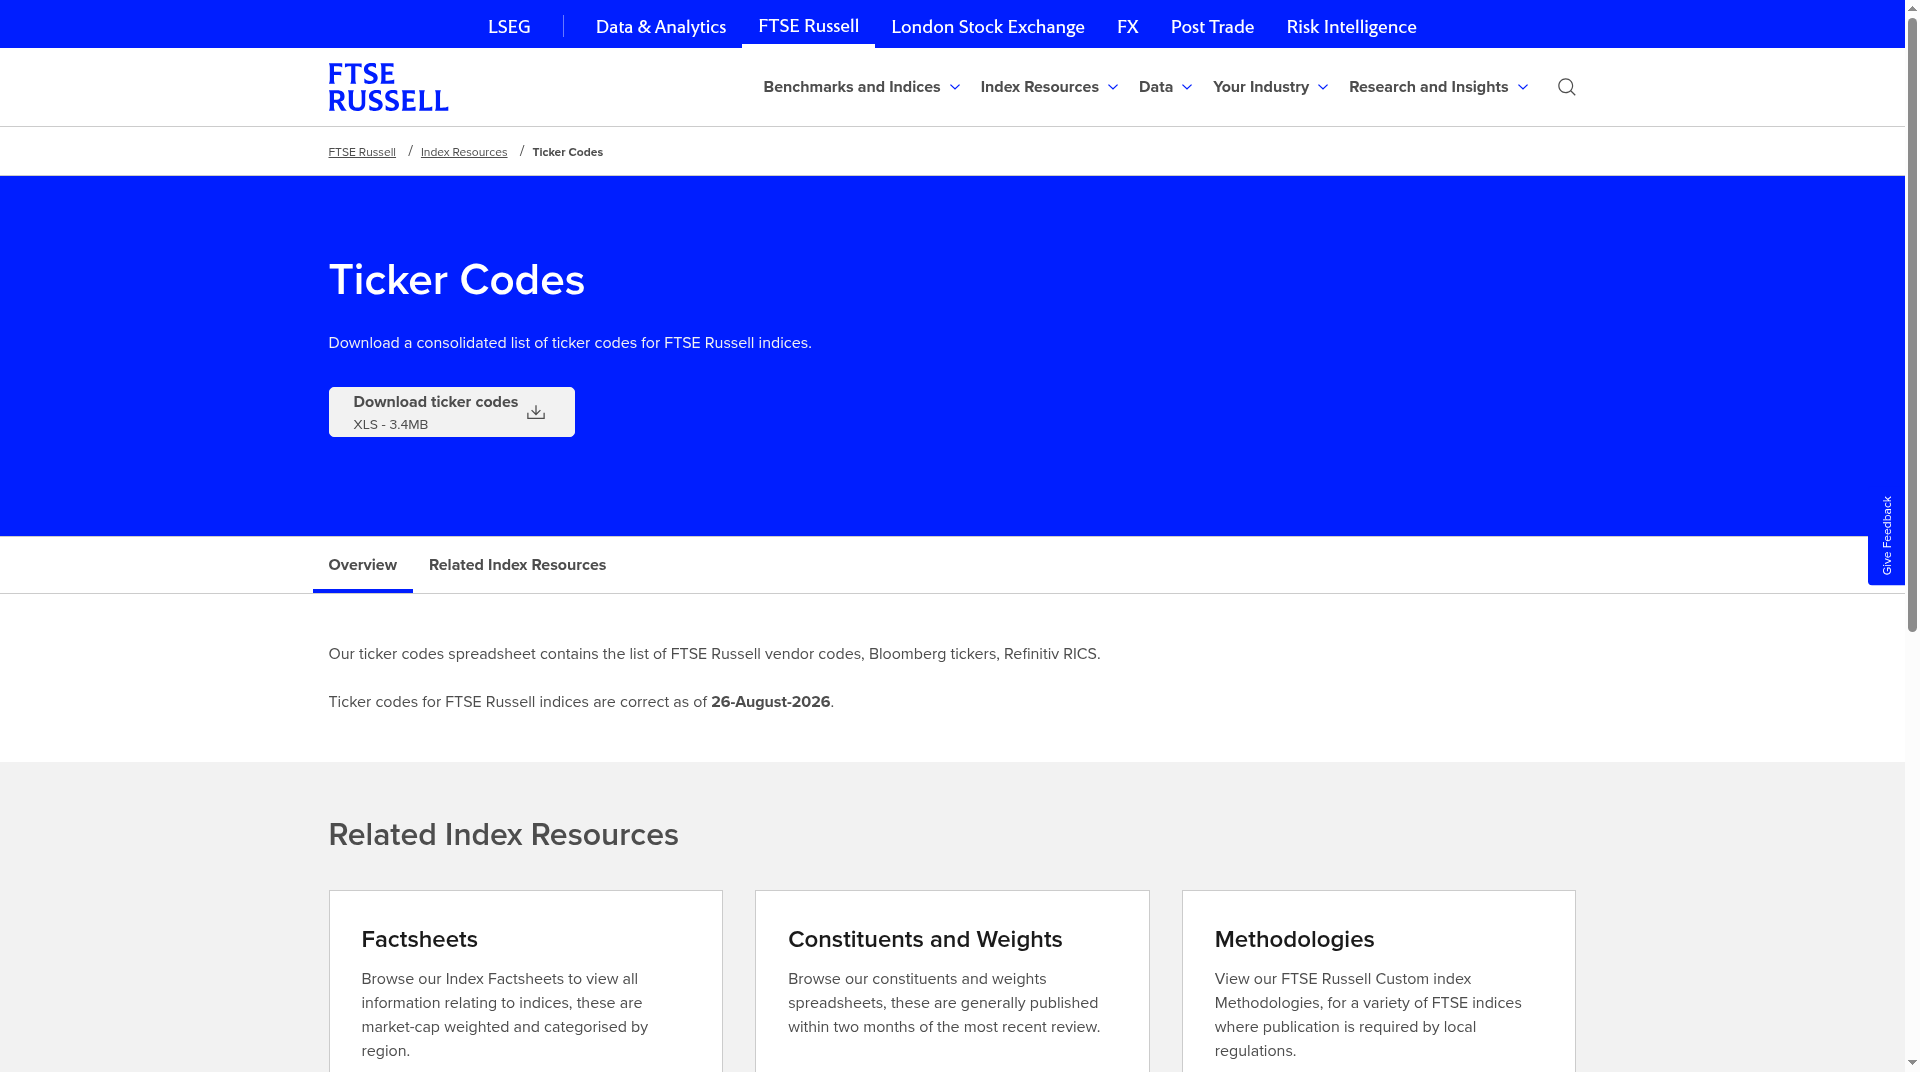 LSEG
Data & Analytics
FTSE Russell
London Stock Exchange
FX
Post Trade
Risk Intelligence
FTSE
RUSSELL
Benchmarks and Indices
Index Resources
Data
Your Industry
Research and Insights
FTSE Russell / Index Resources / Ticker Codes
Ticker Codes
Download a consolidated list of ticker codes for FTSE Russell indices.
Download ticker codes
XLS - 3.4MB
Give Feedback
Overview
Related Index Resources
Our ticker codes spreadsheet contains the list of FTSE Russell vendor codes, Bloomberg tickers, Refinitiv RICS.
Ticker codes for FTSE Russell indices are correct as of 26-August-2026.
Related Index Resources
Factsheets
Browse our Index Factsheets to view all
information relating to indices, these are
market-cap weighted and categorised by
region.
Constituents and Weights
Browse our constituents and weights
spreadsheets, these are generally published
within two months of the most recent review.
Methodologies
View our FTSE Russell Custom index
Methodologies, for a variety of FTSE indices
where publication is required by local
regulations.